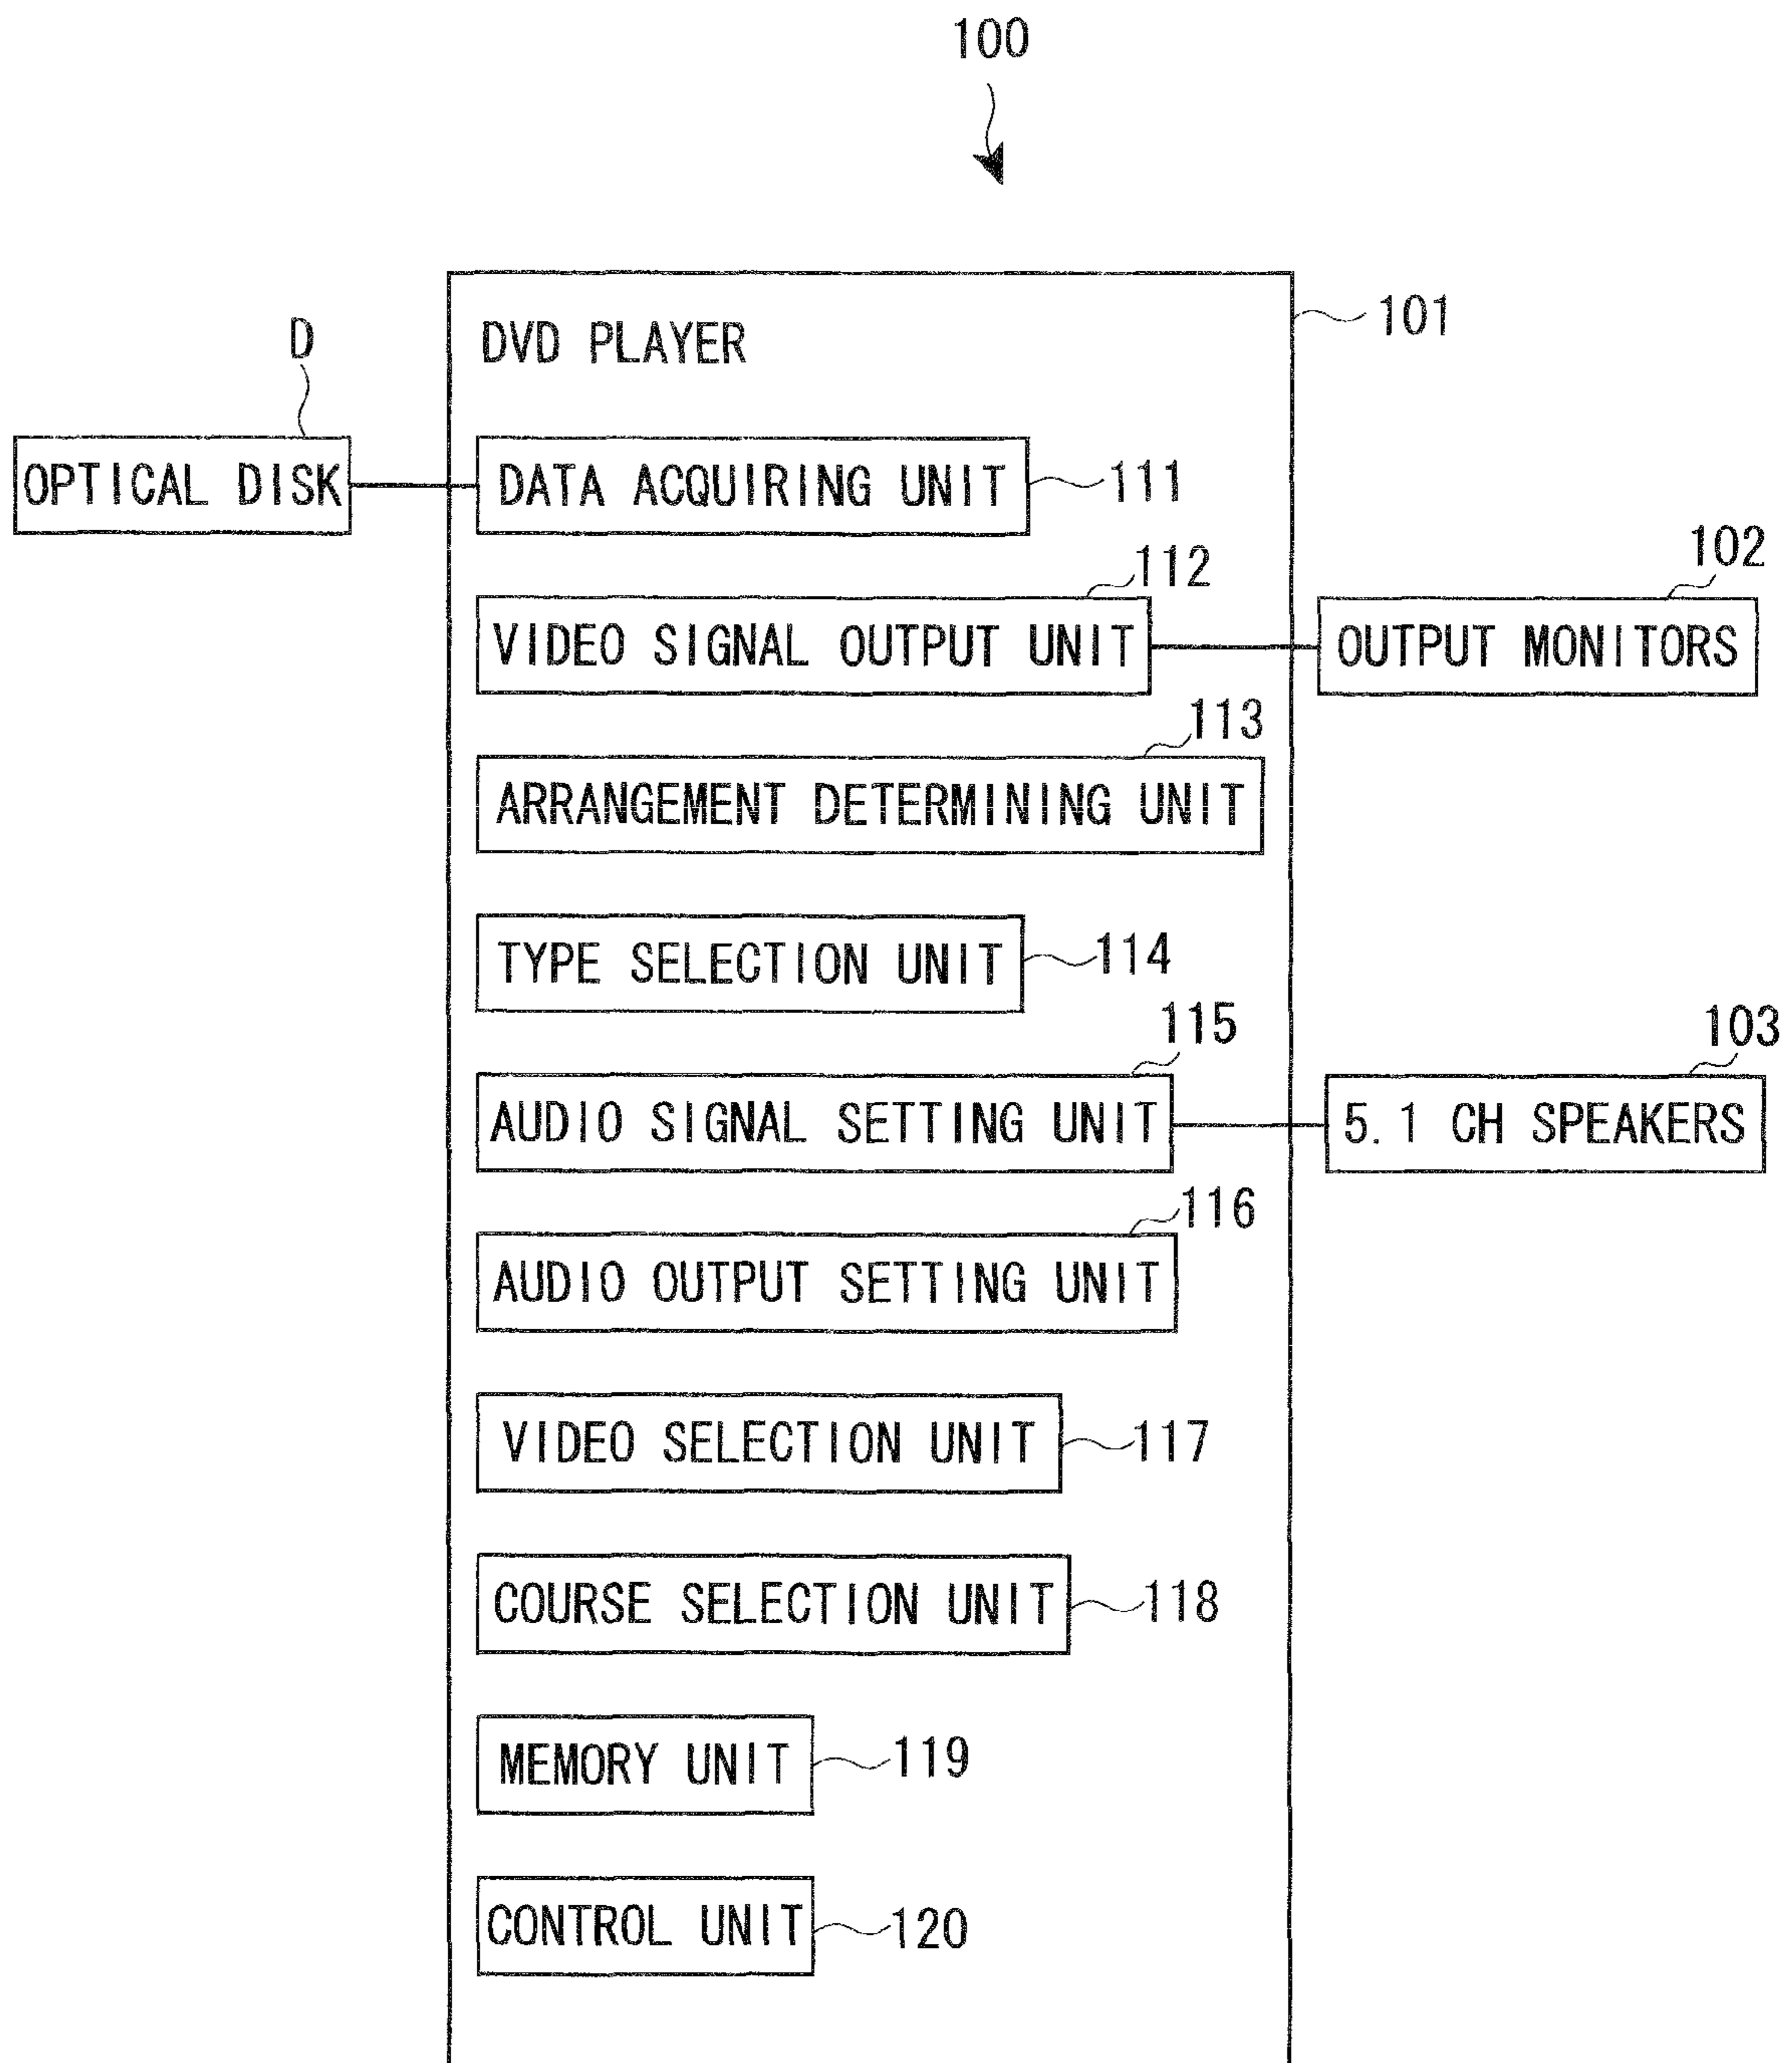 100
DVD PLAYER
101
D
OPTICAL DISK
DATA ACQUIRING UNIT
111
112
102
VIDEO SIGNAL OUTPUT UNIT
OUTPUT MONITORS
113
ARRANGEMENT DETERMINING UNIT
TYPE SELECTION UNIT
114
115
103
AUDIO SIGNAL SETTING UNIT
5.1 CH SPEAKERS
116
AUDIO OUTPUT SETTING UNIT
VIDEO SELECTION UNIT
117
COURSE SELECTION UNIT
118
MEMORY UNIT
119
CONTROL UNIT
120